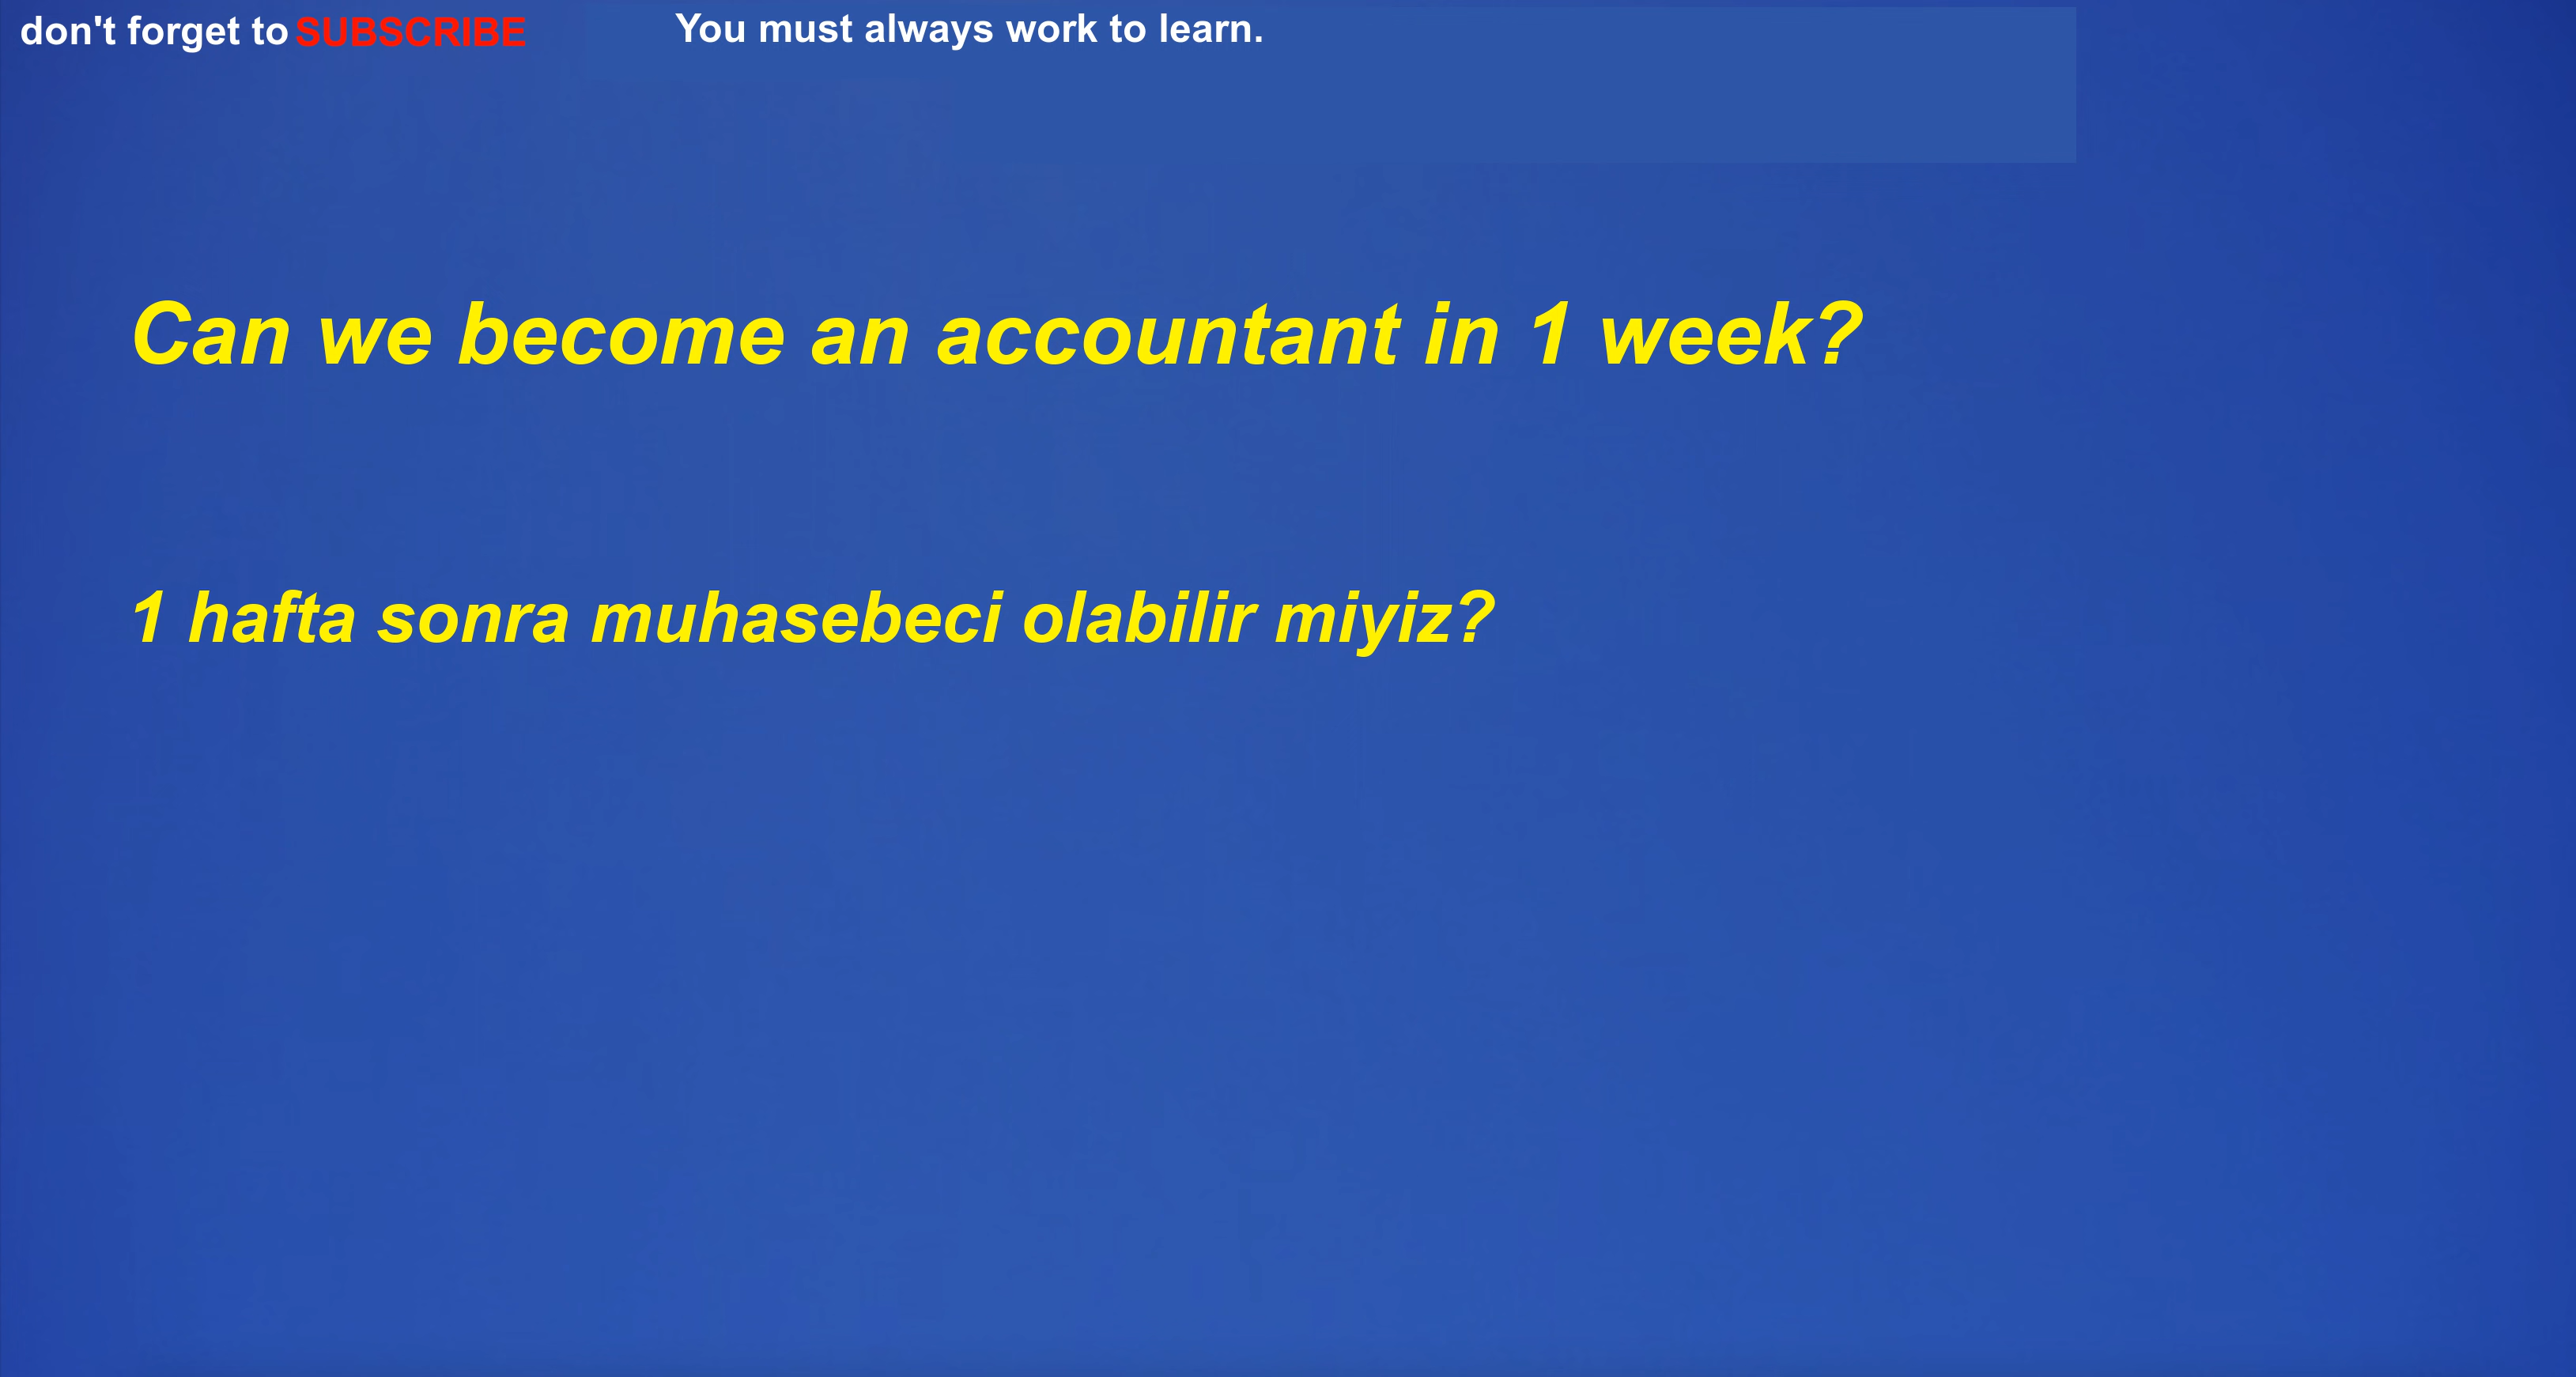 don't forget to SUBSCRIBE You must always work to learn.
Can we become an accountant in 1 week?
1 hafta sonra muhasebeci olabilir miyiz?